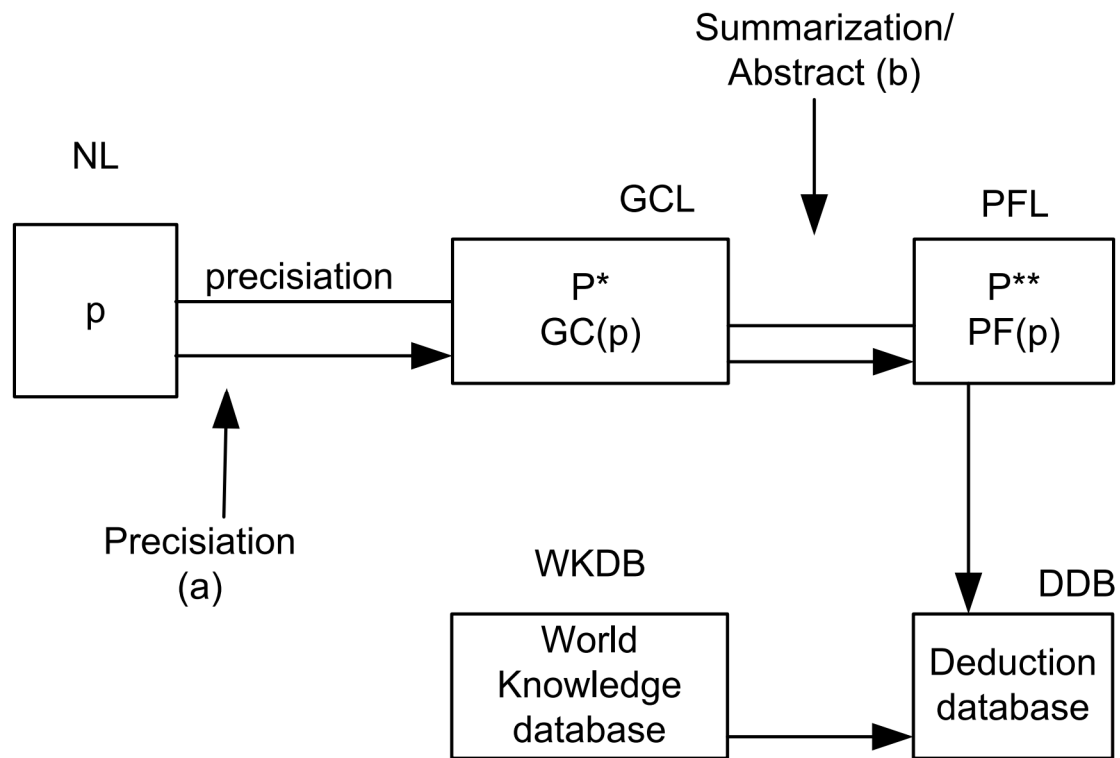 Summarization/
Abstract (b)
NL
GCL
PFL
p
precisiation
P*
GC(p)
P**
PF(p)
Precisiation
(a)
WKDB
DDB
World
Knowledge
database
Deduction
database